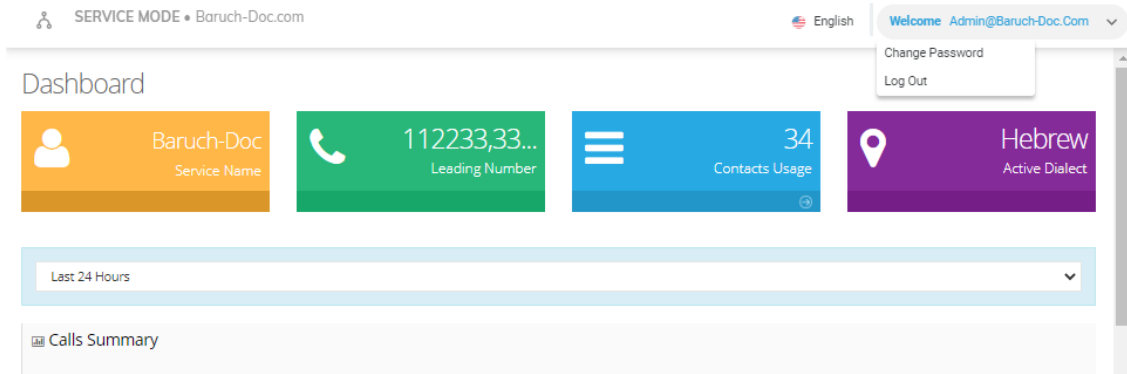 SERVICE MODE • Baruch-Doc.com
English
Welcome Admin@Baruch-Doc.Com
Change Password
Log Out
Dashboard
Baruch-Doc
Service Name
112233,33...
Leading Number
34
Contacts Usage
Hebrew
Active Dialect
Last 24 Hours
Calls Summary